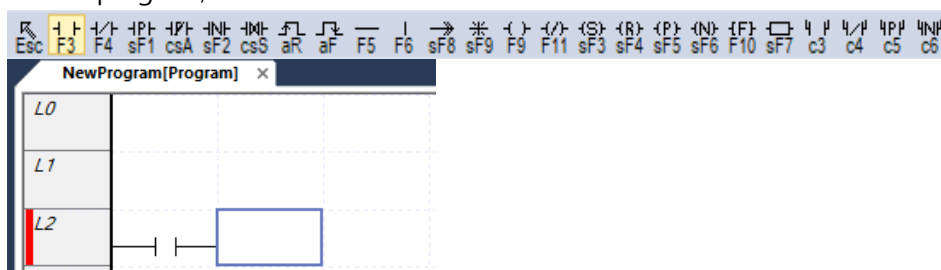 Esc F3 F4 sF1 csA sF2 csS aR aF F5 F6 sF8 sF9 F9 F11 sF3 sF4 sF5 sF6 F10 sF7 c3 c4 c5 c6
NewProgram[Program] ×
L0
L1
L2